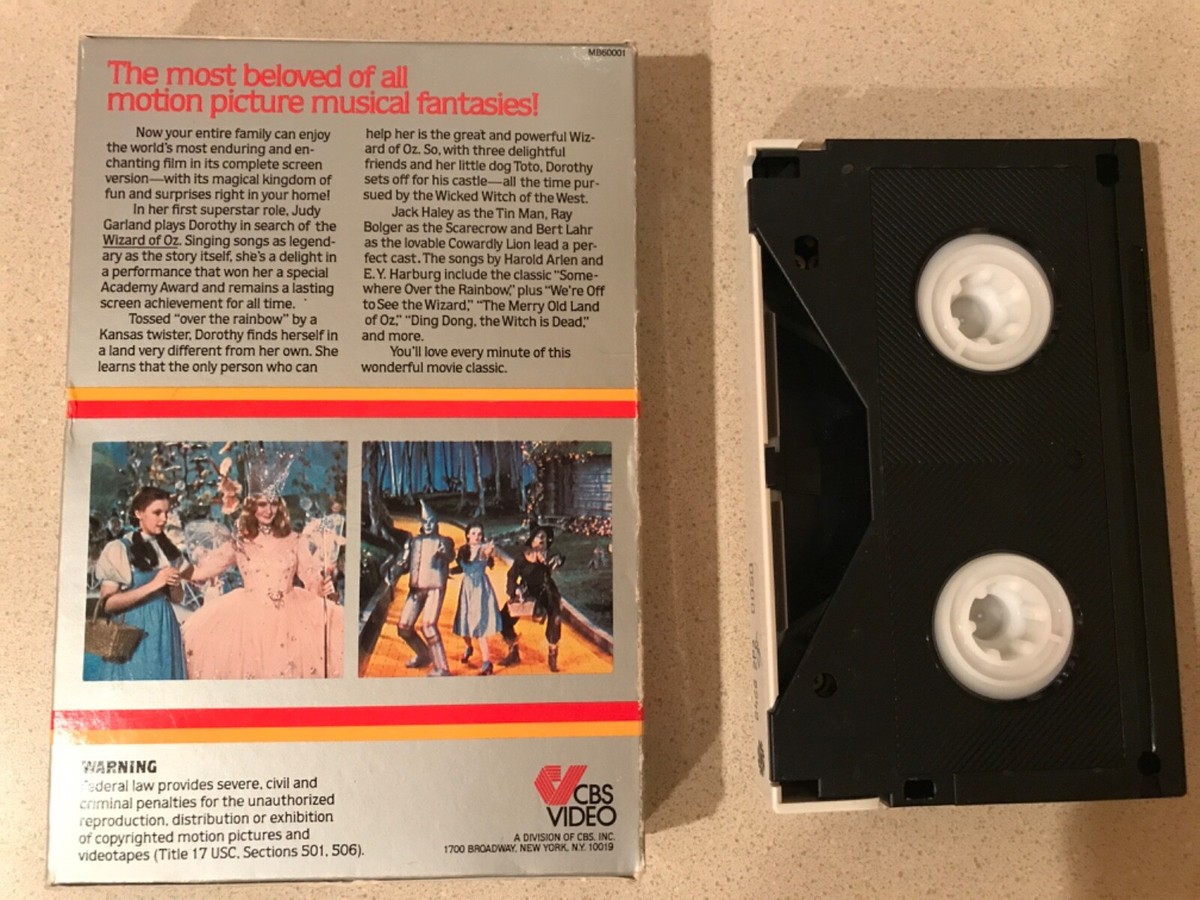 MB60001
The most beloved of all
motion picture musical fantasies!
Now your entire family can enjoy
the world's most enduring and en-
chanting film in its complete screen
version—with its magical kingdom of
fun and surprises right in your home!
In her first superstar role, Judy
Garland plays Dorothy in search of the
Wizard of Oz. Singing songs as legend-
ary as the story itself, she's a delight in
a performance that won her a special
Academy Award and remains a lasting
screen achievement for all time.
Tossed "over the rainbow" by a
Kansas twister, Dorothy finds herself in
a land very different from her own. She
learns that the only person who can
help her is the great and powerful Wiz-
ard of Oz. So, with three delightful
friends and her little dog Toto, Dorothy
sets off for his castle—all the time pur-
sued by the Wicked Witch of the West.
Jack Haley as the Tin Man, Ray
Bolger as the Scarecrow and Bert Lahr
as the lovable Cowardly Lion lead a per-
fect cast. The songs by Harold Arlen and
E.Y. Harburg include the classic "Some-
where Over the Rainbow," plus "We're Off
to See the Wizard," "The Merry Old Land
of Oz," "Ding Dong, the Witch is Dead,"
and more.
You'll love every minute of this
wonderful movie classic.
WARNING
Federal law provides severe, civil and
criminal penalties for the unauthorized
reproduction, distribution or exhibition
of copyrighted motion pictures and
videotapes (Title 17 USC, Sections 501, 506).
CBS
VIDEO
A DIVISION OF CBS, INC.
1700 BROADWAY, NEW YORK, N.Y. 10019